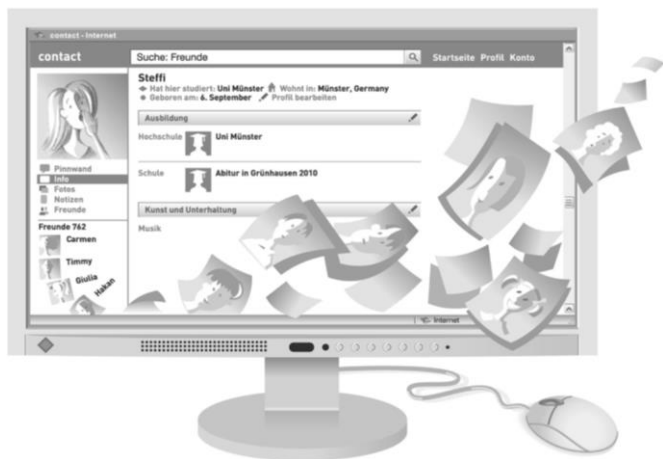 contact - Internet
contact
Suche: Freunde
Startseite Profil Konto
Steffi
Hat hier studiert: Uni Münster Wohnt in: Münster, Germany
Geboren am: 6. September Profil bearbeiten
Ausbildung
Hochschule Uni Münster
Schule Abitur in Grünhausen 2010
Kunst und Unterhaltung
Musik
Pinnwand
Info
Fotos
Notizen
Freunde
Freunde 762
Carmen
Timmy
Giulia
Hakan
Internet